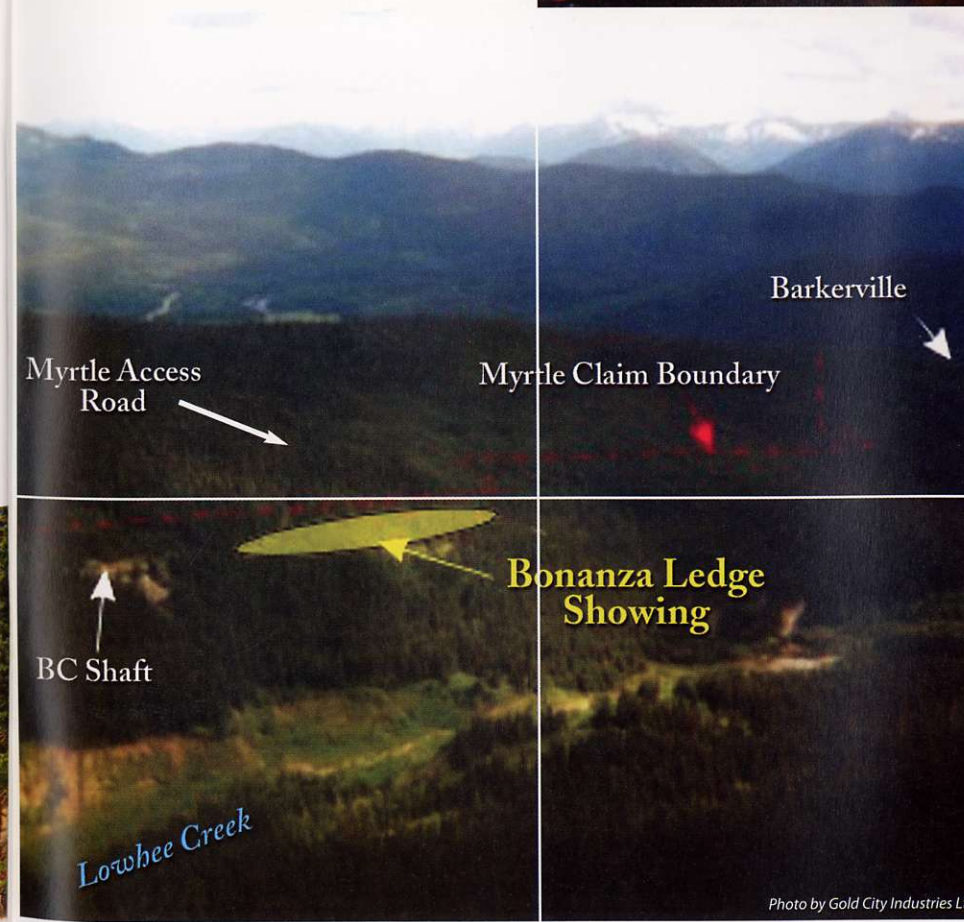 Barkerville
Myrtle Access
Road
Myrtle Claim Boundary
Bonanza Ledge
Showing
BC Shaft
Lowhee Creek
Photo by Gold City Industries L